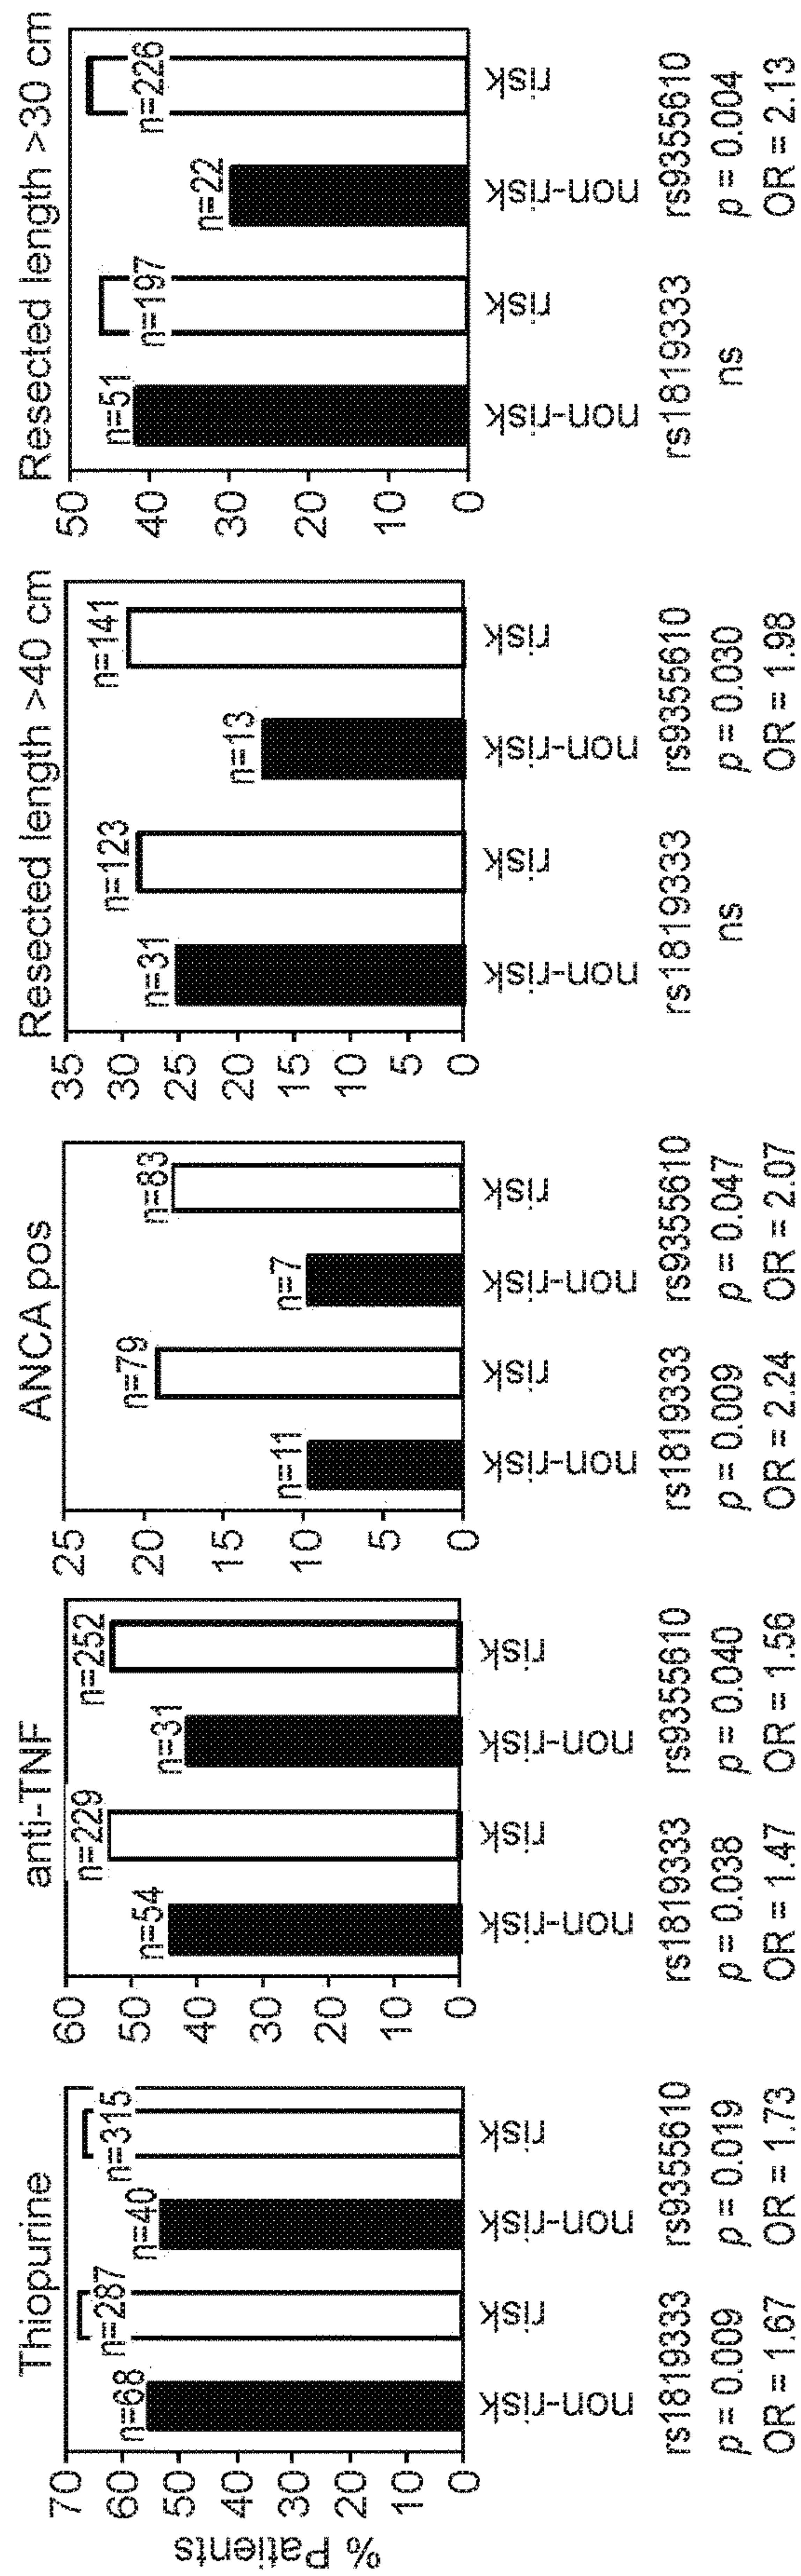 Thiopurine
% Patients
70
60
50
40
30
20
10
0
n=68
n=287
n=40
n=315
non-risk
risk
non-risk
risk
rs1819333
rs9355610
p = 0.009
p = 0.019
OR = 1.67
OR = 1.73
anti-TNF
60
50
40
30
20
10
0
n=54
n=229
n=31
n=252
non-risk
risk
non-risk
risk
rs1819333
rs9355610
p = 0.038
p = 0.040
OR = 1.47
OR = 1.56
ANCA pos
25
20
15
10
5
0
n=11
n=79
n=7
n=83
non-risk
risk
non-risk
risk
rs1819333
rs9355610
p = 0.009
p = 0.047
OR = 2.24
OR = 2.07
Resected length >40 cm
35
30
25
20
15
10
5
0
n=31
n=123
n=13
n=141
non-risk
risk
non-risk
risk
rs1819333
rs9355610
ns
p = 0.030
OR = 1.98
Resected length >30 cm
50
40
30
20
10
0
n=51
n=197
n=22
n=226
non-risk
risk
non-risk
risk
rs1819333
rs9355610
ns
p = 0.004
OR = 2.13